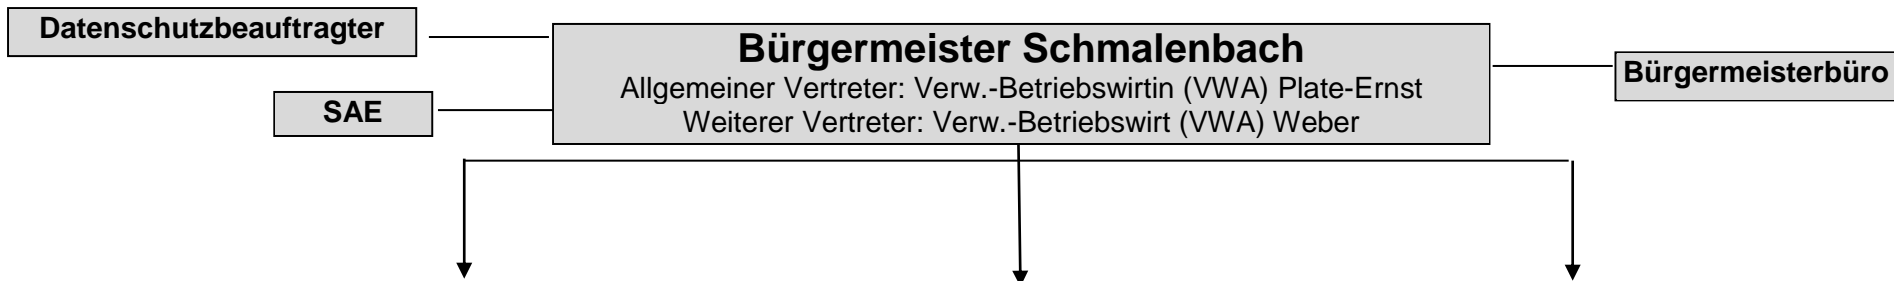 Datenschutzbeauftragter
Bürgermeister Schmalenbach
Allgemeiner Vertreter: Verw.-Betriebswirtin (VWA) Plate-Ernst
Weiterer Vertreter: Verw.-Betriebswirt (VWA) Weber
Bürgermeisterbüro
SAE